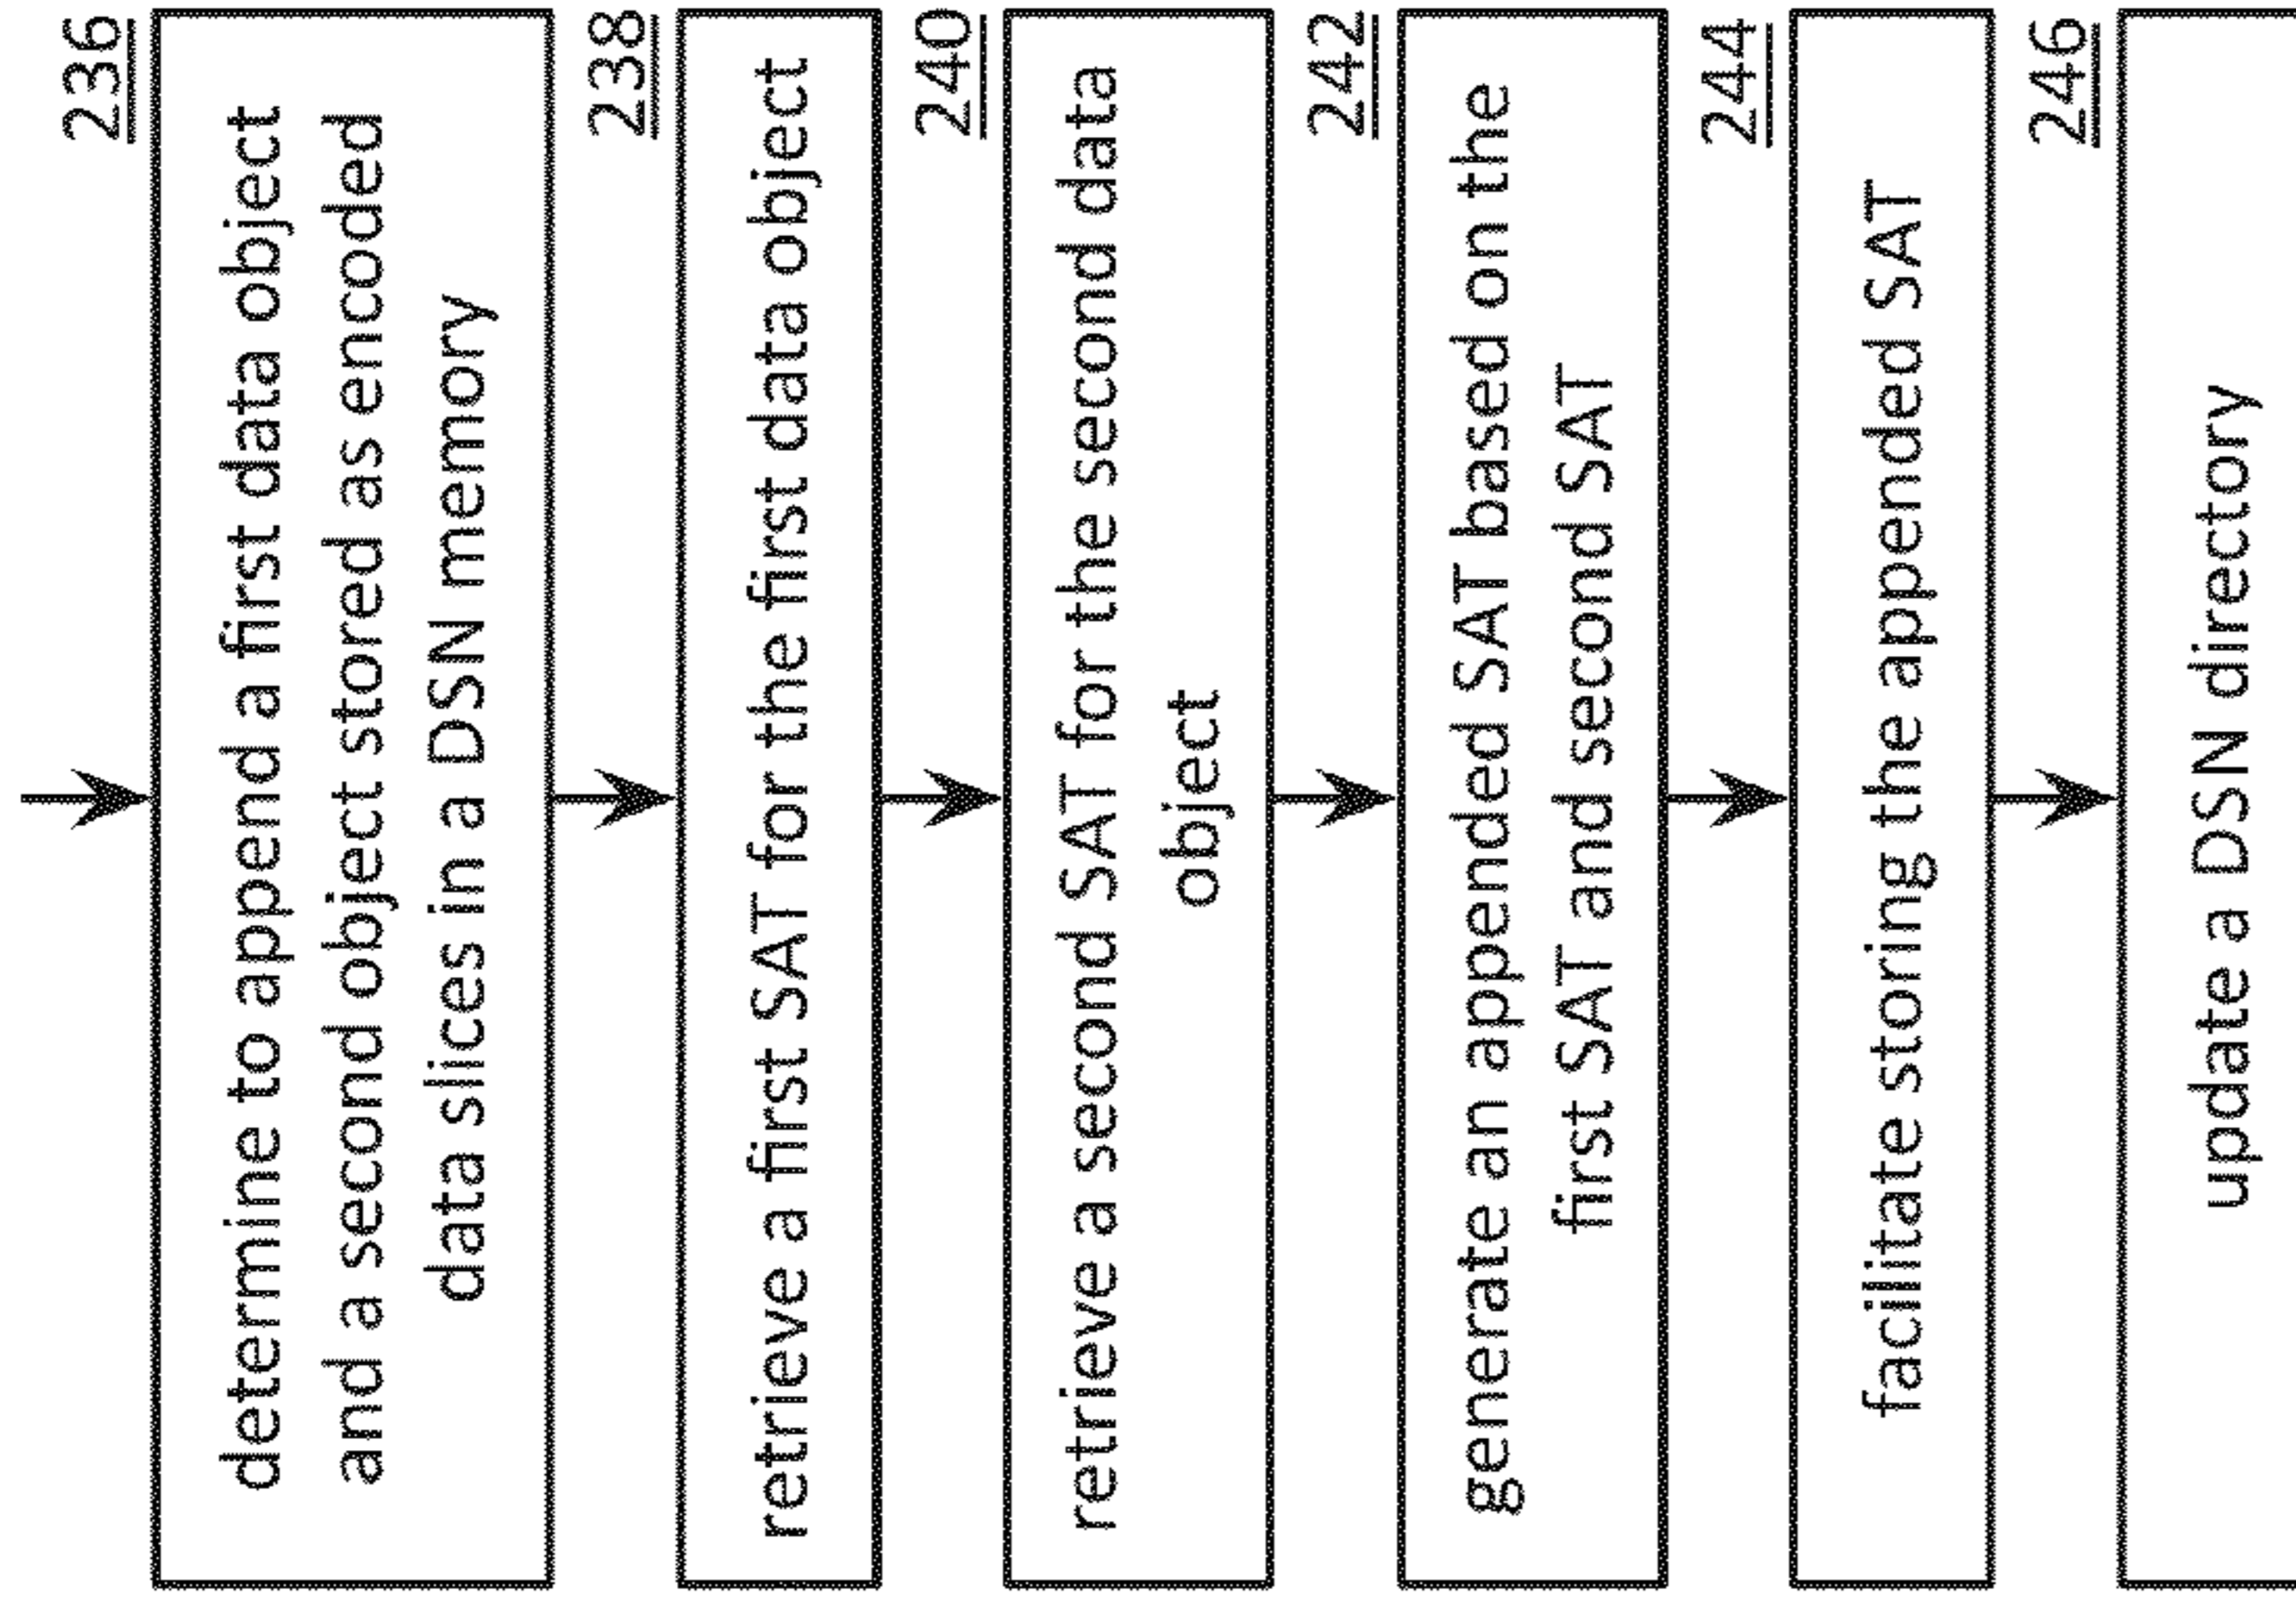 236
determine to append a first data object
and a second object stored as encoded
data slices in a DSN memory
238
retrieve a first SAT for the first data object
240
retrieve a second SAT for the second data
object
242
generate an appended SAT based on the
first SAT and second SAT
244
facilitate storing the appended SAT
246
update a DSN directory